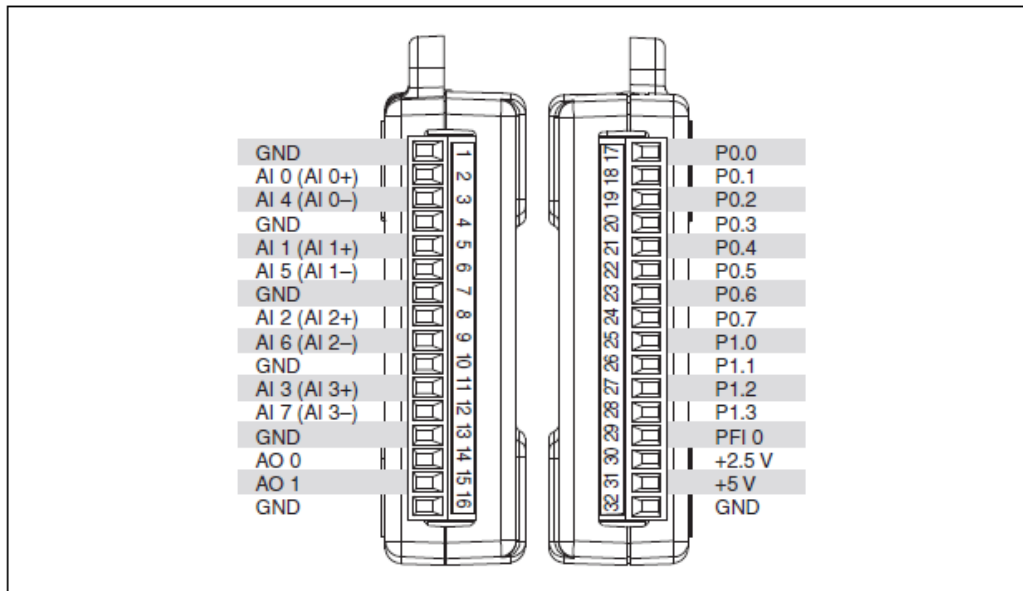 GND 1
AI 0 (AI 0+) 2
AI 4 (AI 0–) 3
GND 4
AI 1 (AI 1+) 5
AI 5 (AI 1–) 6
GND 7
AI 2 (AI 2+) 8
AI 6 (AI 2–) 9
GND 10
AI 3 (AI 3+) 11
AI 7 (AI 3–) 12
GND 13
AO 0 14
AO 1 15
GND 16
17 P0.0
18 P0.1
19 P0.2
20 P0.3
21 P0.4
22 P0.5
23 P0.6
24 P0.7
25 P1.0
26 P1.1
27 P1.2
28 P1.3
29 PFI 0
30 +2.5 V
31 +5 V
32 GND